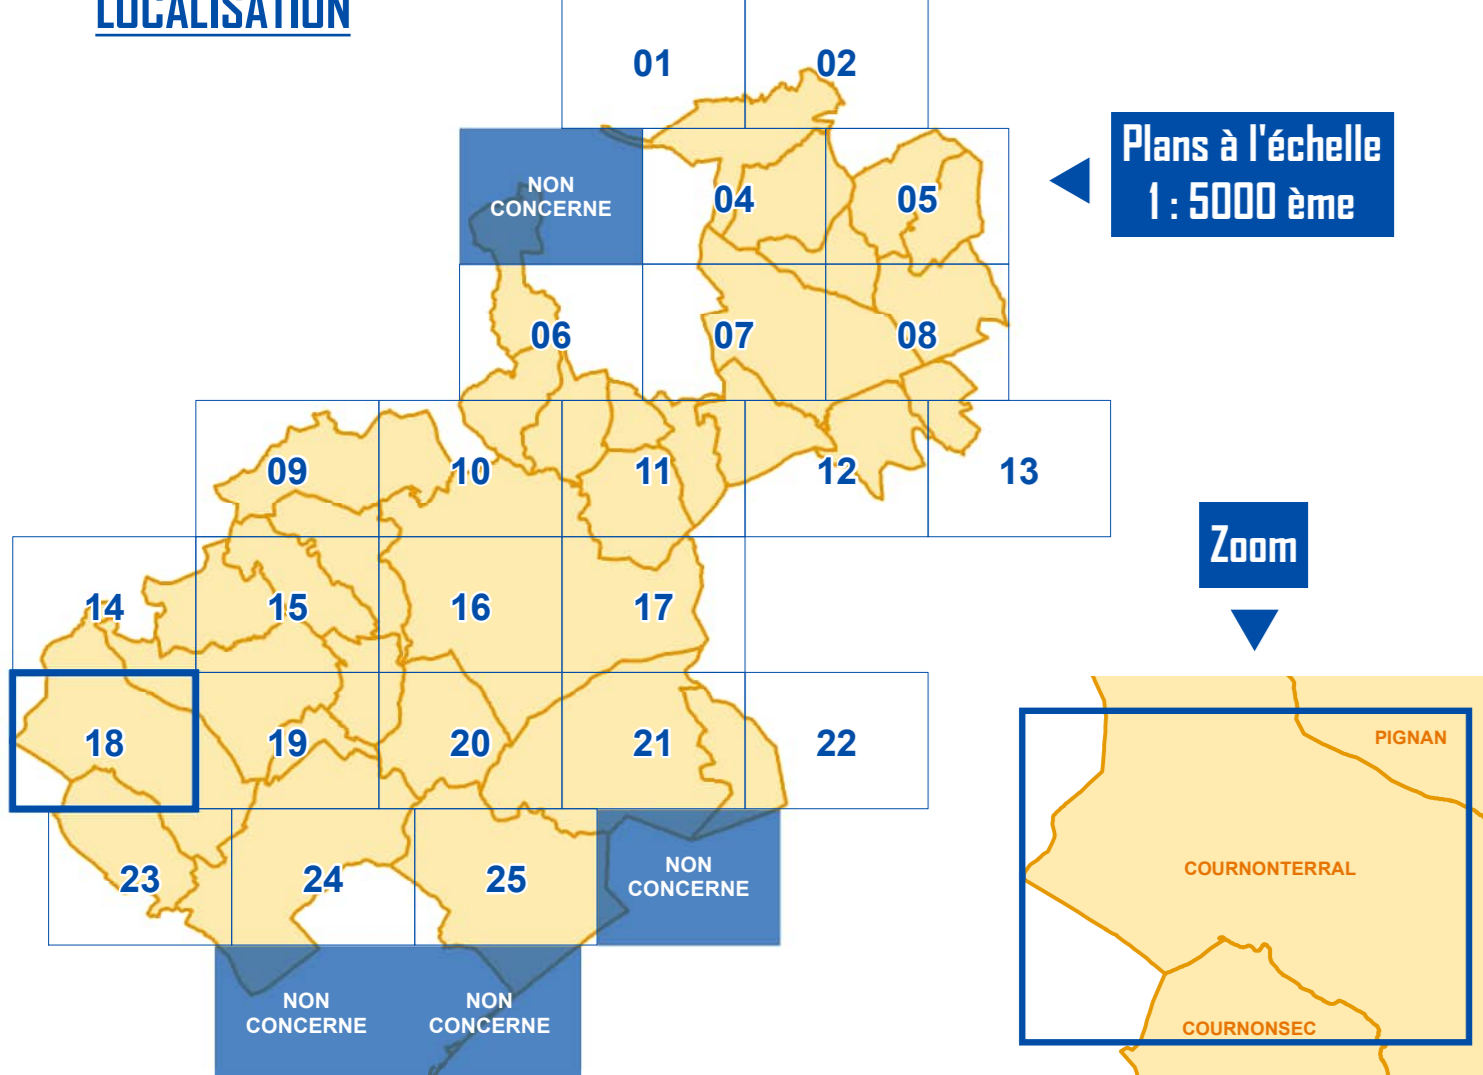 LOCALISATION
01
02
Plans à l'échelle
1 : 5000 ème
NON
CONCERNE
04
05
06
07
08
09
10
11
12
13
Zoom
14
15
16
17
18
19
20
21
22
PIGNAN
COURNONTERRAL
COURNONSEC
23
24
25
NON
CONCERNE
NON
CONCERNE
NON
CONCERNE